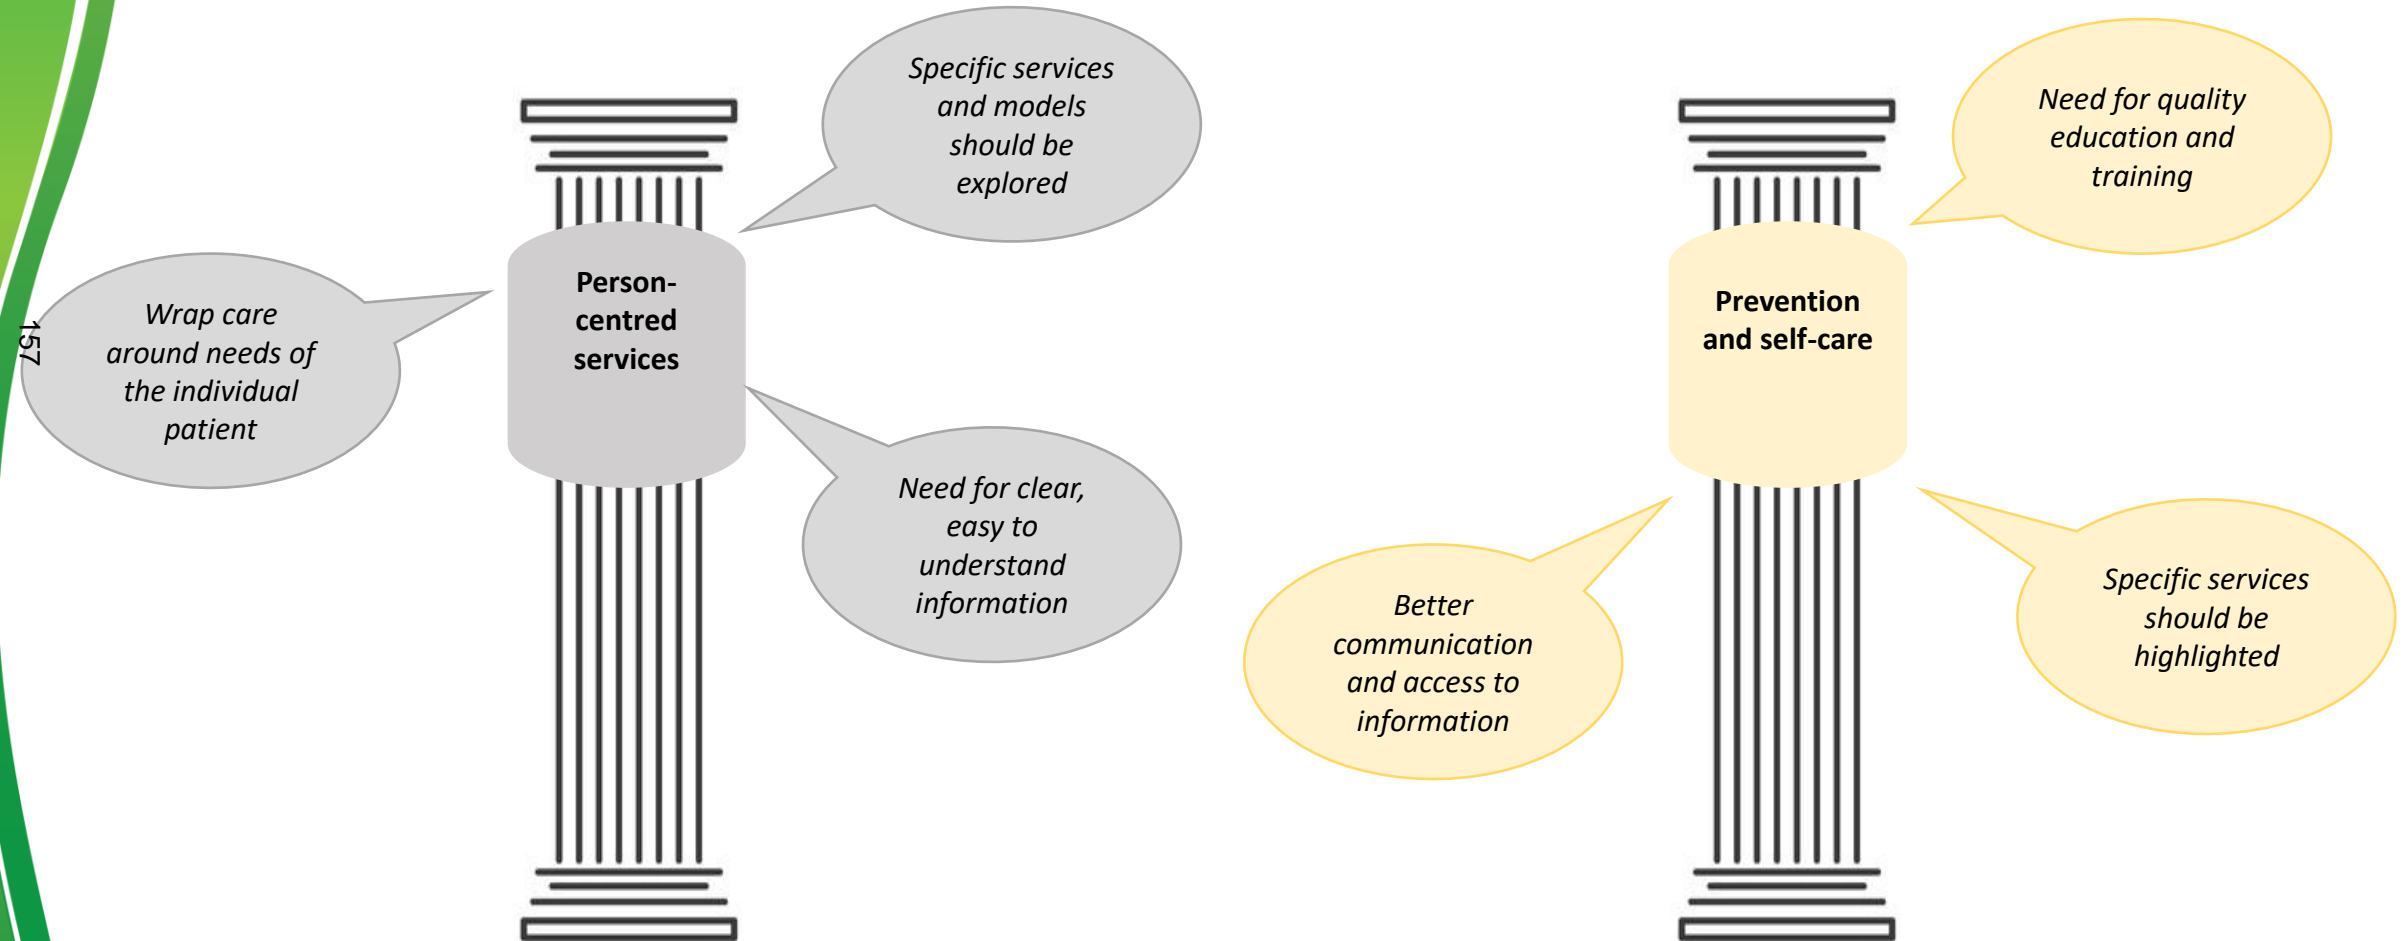 Specific services
and models
should be
explored
Person-
centred
services
Wrap care
around needs of
the individual
patient
Need for clear,
easy to
understand
information
Need for quality
education and
training
Prevention
and self-care
Better
communication
and access to
information
Specific services
should be
highlighted
157